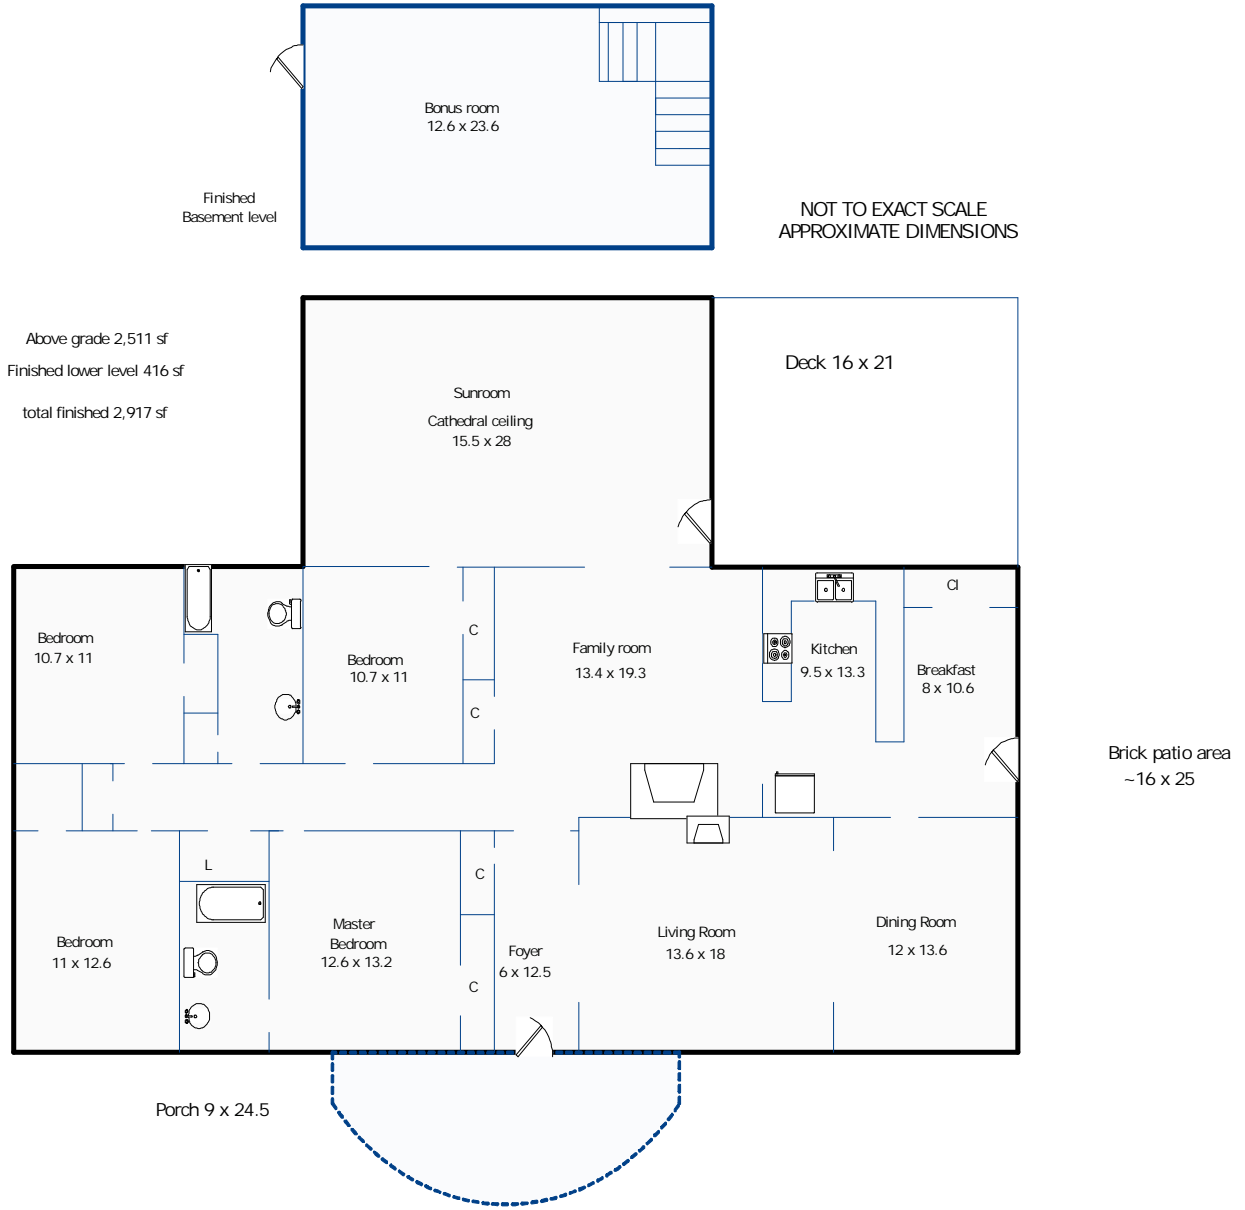 Bonus room
12.6 x 23.6
Finished
Basement level
NOT TO EXACT SCALE
APPROXIMATE DIMENSIONS
Above grade 2,511 sf
Finished lower level 416 sf
total finished 2,917 sf
Sunroom
Cathedral ceiling
15.5 x 28
Deck 16 x 21
Bedroom
10.7 x 11
Bedroom
10.7 x 11
C
C
Family room
13.4 x 19.3
Kitchen
9.5 x 13.3
Cl
Breakfast
8 x 10.6
Brick patio area
~16 x 25
L
Bedroom
11 x 12.6
Master
Bedroom
12.6 x 13.2
C
C
Foyer
6 x 12.5
Living Room
13.6 x 18
Dining Room
12 x 13.6
Porch 9 x 24.5